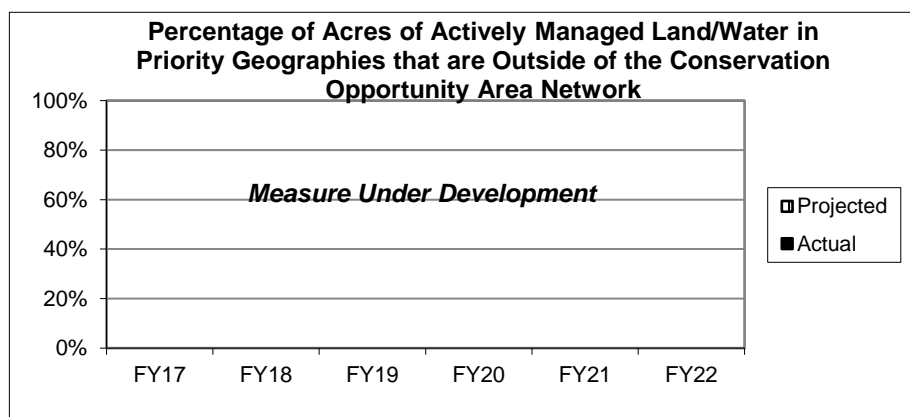 Percentage of Acres of Actively Managed Land/Water in
Priority Geographies that are Outside of the Conservation
Opportunity Area Network
100%
80%
60%
40%
20%
0%
Measure Under Development
FY17 FY18 FY19 FY20 FY21 FY22
Projected
Actual